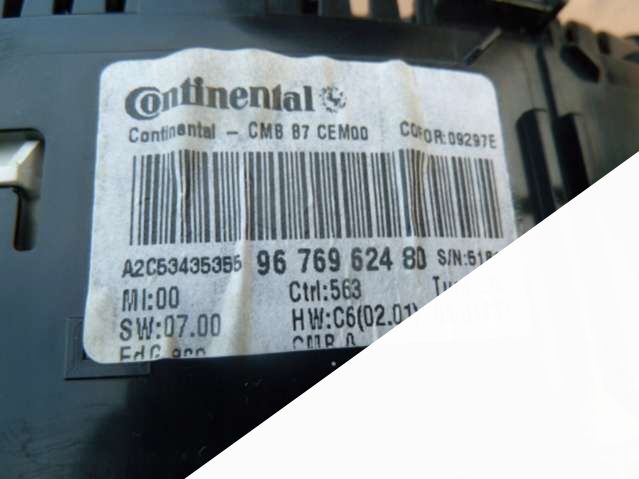 Continental
Continental - CMB B7 CEM00 COFOR:09297E
A2C53435355 96 769 624 80 S/N:51
MI:00 Ctrl:563
SW:07.00 HW:C6(02.01)